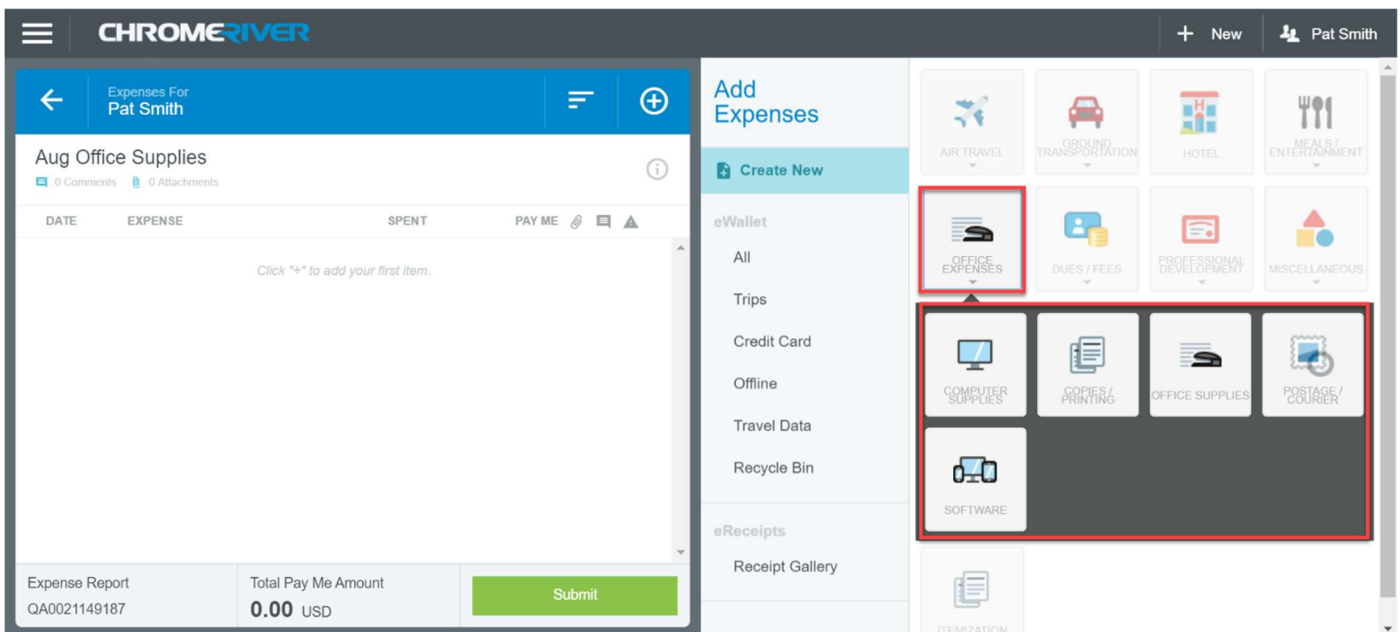 CHROMERIVER
New
Pat Smith
Expenses For
Pat Smith
Aug Office Supplies
0 Comments 0 Attachments
DATE EXPENSE SPENT PAY ME
Click "+" to add your first item.
Expense Report
QA0021149187
Total Pay Me Amount
0.00 USD
Submit
Add
Expenses
Create New
eWallet
All
Trips
Credit Card
Offline
Travel Data
Recycle Bin
eReceipts
Receipt Gallery
AIR TRAVEL
GROUND
TRANSPORTATION
HOTEL
MEALS /
ENTERTAINMENT
OFFICE
EXPENSES
DUES / FEES
PROFESSIONAL
DEVELOPMENT
MISCELLANEOUS
COMPUTER
SUPPLIES
COPIES /
PRINTING
OFFICE SUPPLIES
POSTAGE /
COURIER
SOFTWARE
ITEMIZATION